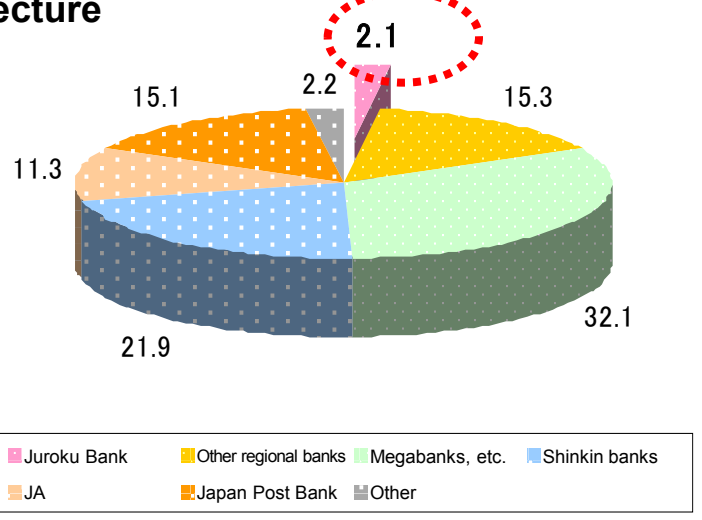 ecture
2.1
2.2
15.1
15.3
11.3
32.1
21.9
Juroku Bank Other regional banks Megabanks, etc. Shinkin banks
JA Japan Post Bank Other